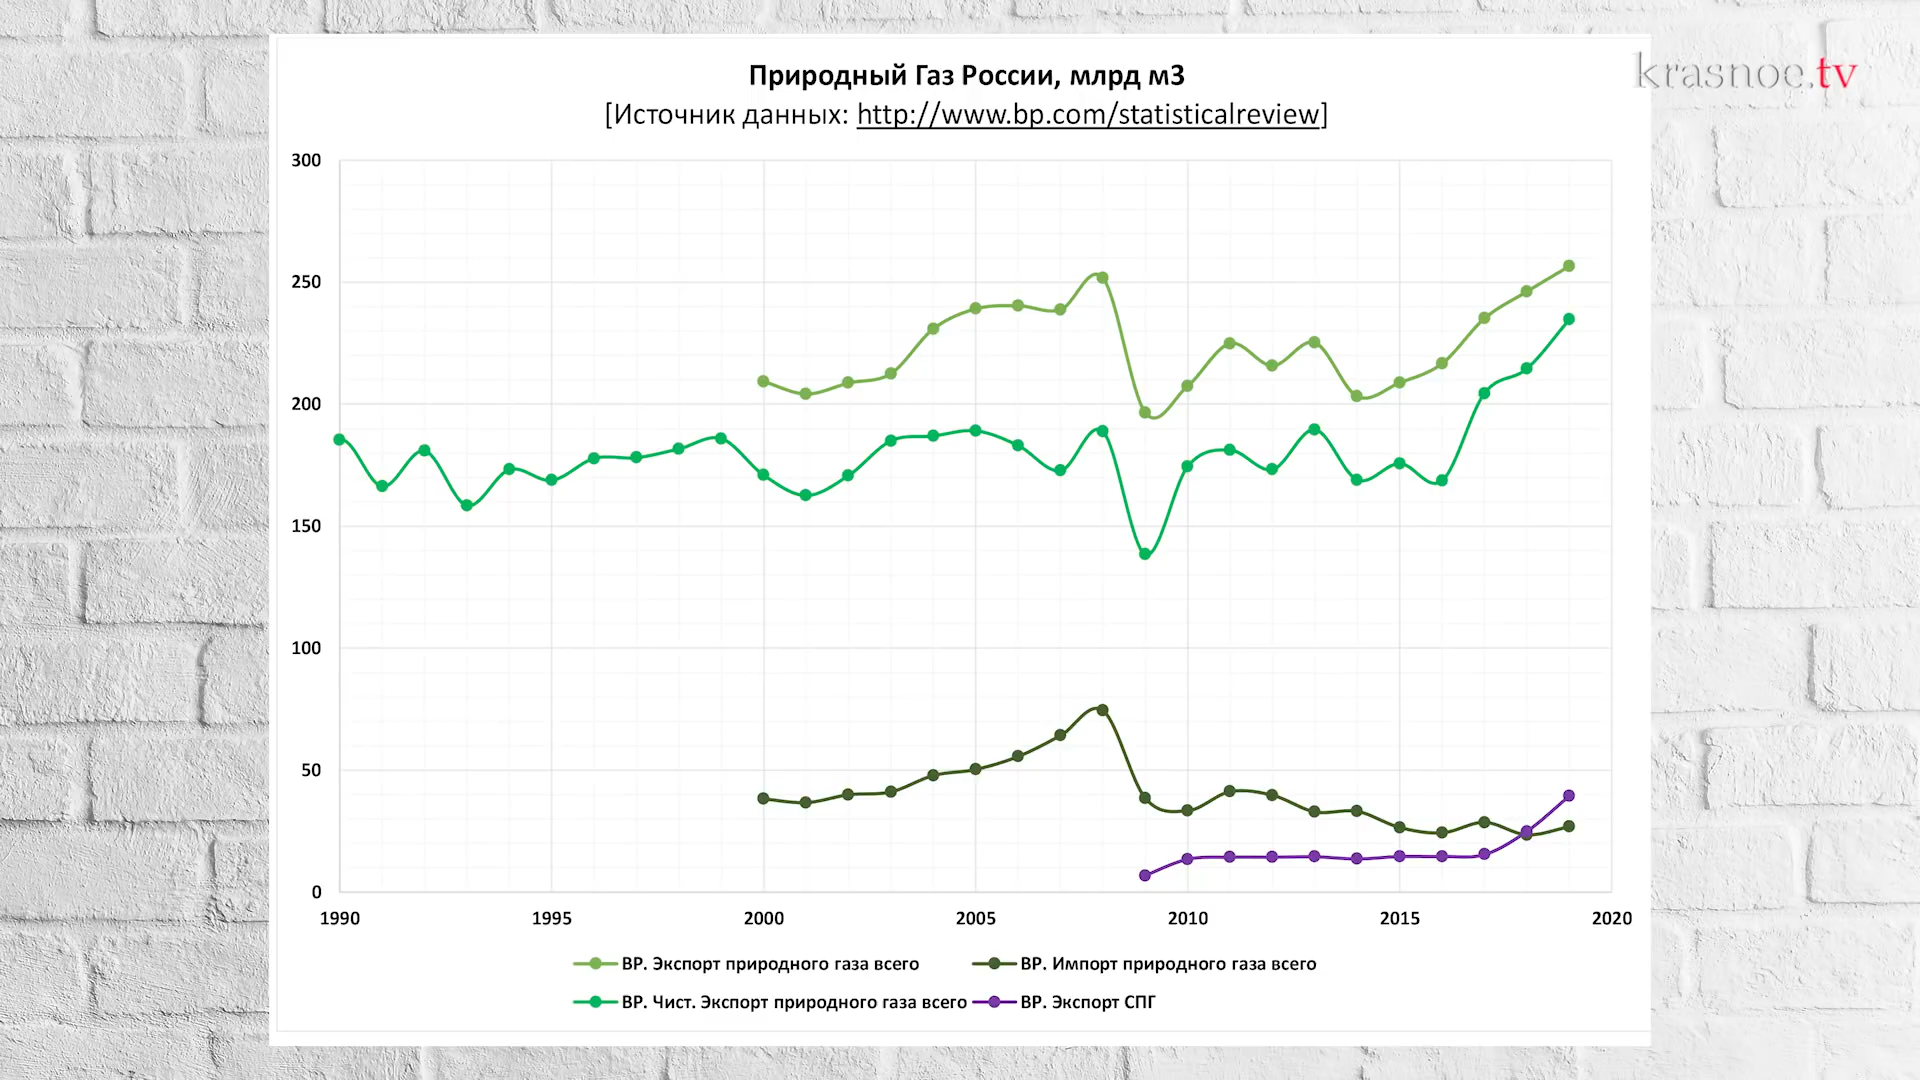 Природный Газ России, млрд м3
[Источник данных: http://www.bp.com/statisticalreview]
krasnoe.tv
300
250
200
150
100
50
0
1990 1995 2000 2005 2010 2015 2020
BP. Экспорт природного газа всего
BP. Импорт природного газа всего
BP. Чист. Экспорт природного газа всего
BP. Экспорт СПГ